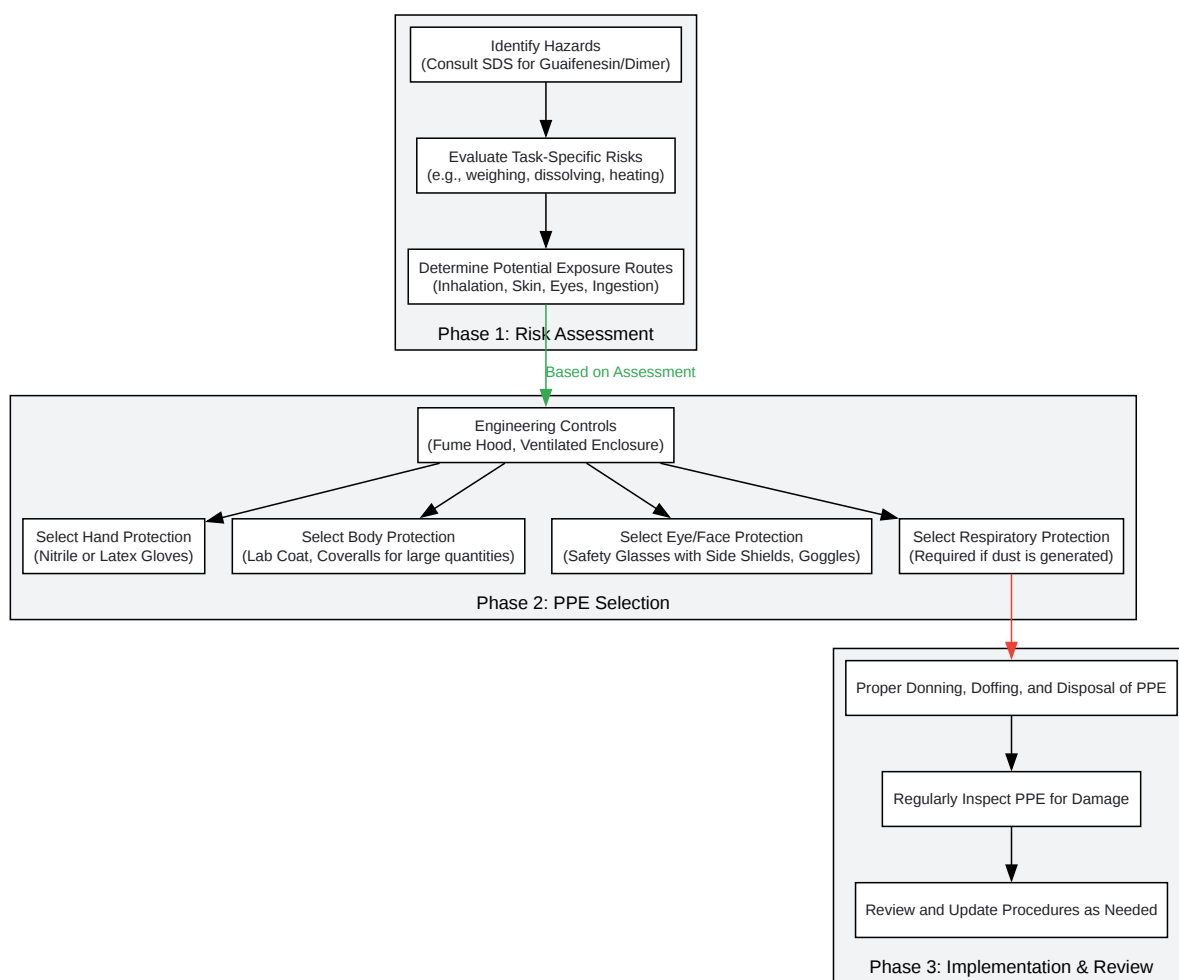 Identify Hazards
(Consult SDS for Guaifenesin/Dimer)
Evaluate Task-Specific Risks
(e.g., weighing, dissolving, heating)
Determine Potential Exposure Routes
(Inhalation, Skin, Eyes, Ingestion)
Phase 1: Risk Assessment
Based on Assessment
Engineering Controls
(Fume Hood, Ventilated Enclosure)
Select Hand Protection
(Nitrile or Latex Gloves)
Select Body Protection
(Lab Coat, Coveralls for large quantities)
Select Eye/Face Protection
(Safety Glasses with Side Shields, Goggles)
Select Respiratory Protection
(Required if dust is generated)
Phase 2: PPE Selection
Proper Donning, Doffing, and Disposal of PPE
Regularly Inspect PPE for Damage
Review and Update Procedures as Needed
Phase 3: Implementation & Review